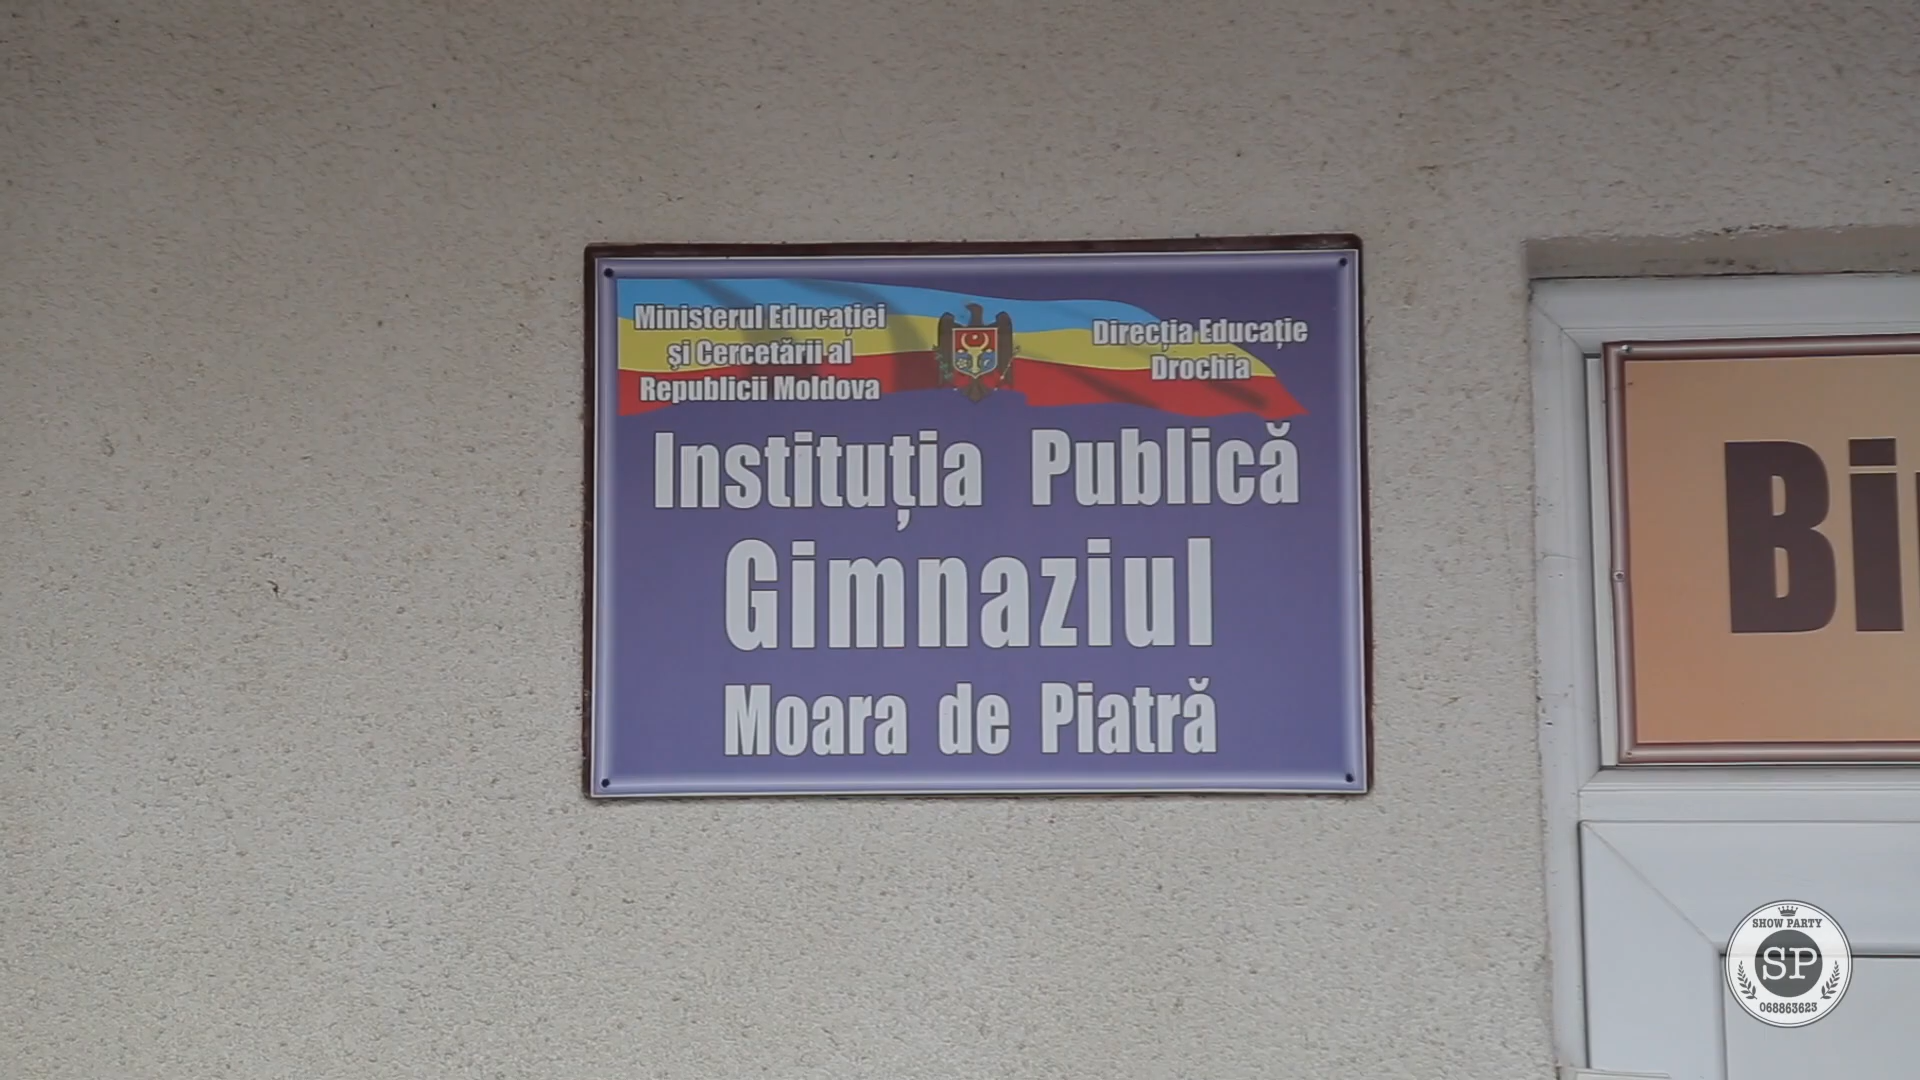 Ministerul Educației
și Cercetării al
Republicii Moldova
Direcția Educație
Drochia
Instituția Publică
Gimnaziul
Moara de Piatră
SHOW PARTY
SP
068863623